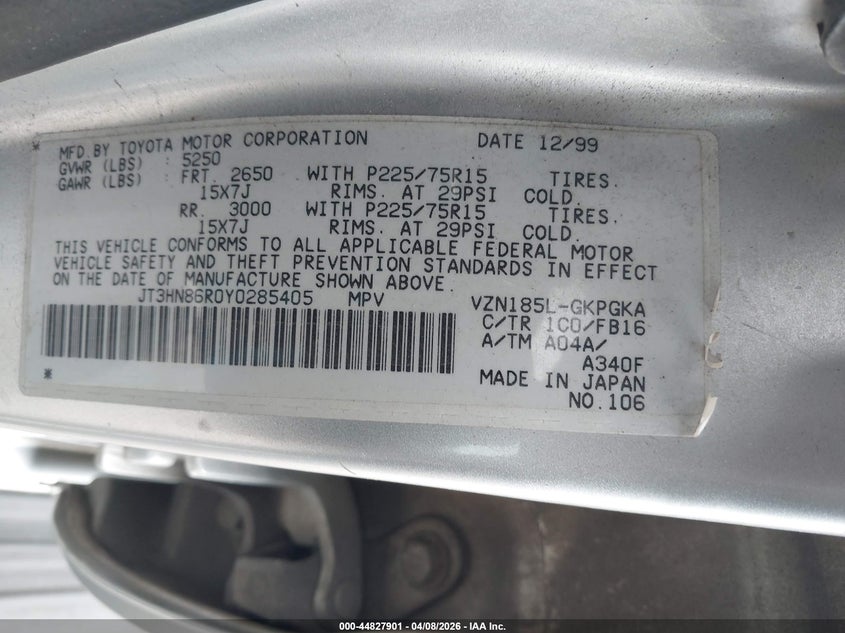 * MFD.BY TOYOTA MOTOR CORPORATION DATE 12/99
GVWR (LBS) : 5250
GAWR (LBS) : FRT. 2650 WITH P225/75R15 TIRES.
15X7J RIMS. AT 29PSI COLD.
RR. 3000 WITH P225/75R15 TIRES.
15X7J RIMS. AT 29PSI COLD.
THIS VEHICLE CONFORMS TO ALL APPLICABLE FEDERAL MOTOR
VEHICLE SAFETY AND THEFT PREVENTION STANDARDS IN EFFECT
ON THE DATE OF MANUFACTURE SHOWN ABOVE.
JT3HN86R0Y0285405 MPV VZN185L-GKPGKA
C/TR 1C0/FB16
A/TM A04A/
A340F
* MADE IN JAPAN
NO.106
000-44827901 - 04/08/2026 - IAA Inc.